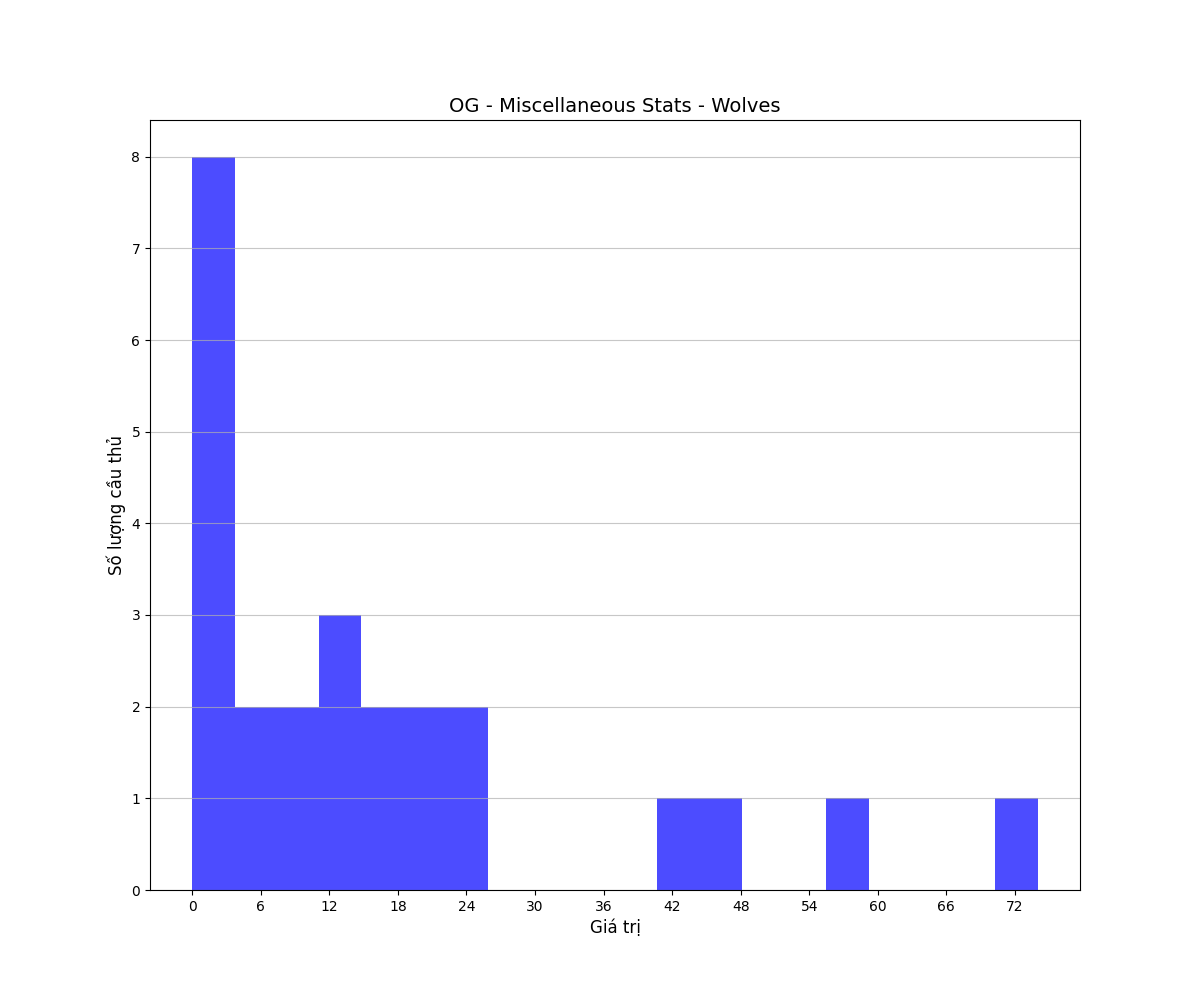 OG - Miscellaneous Stats - Wolves
8
7
6
5
4
3
2
1
0
Số lượng cầu thủ
0 6 12 18 24 30 36 42 48 54 60 66 72
Giá trị